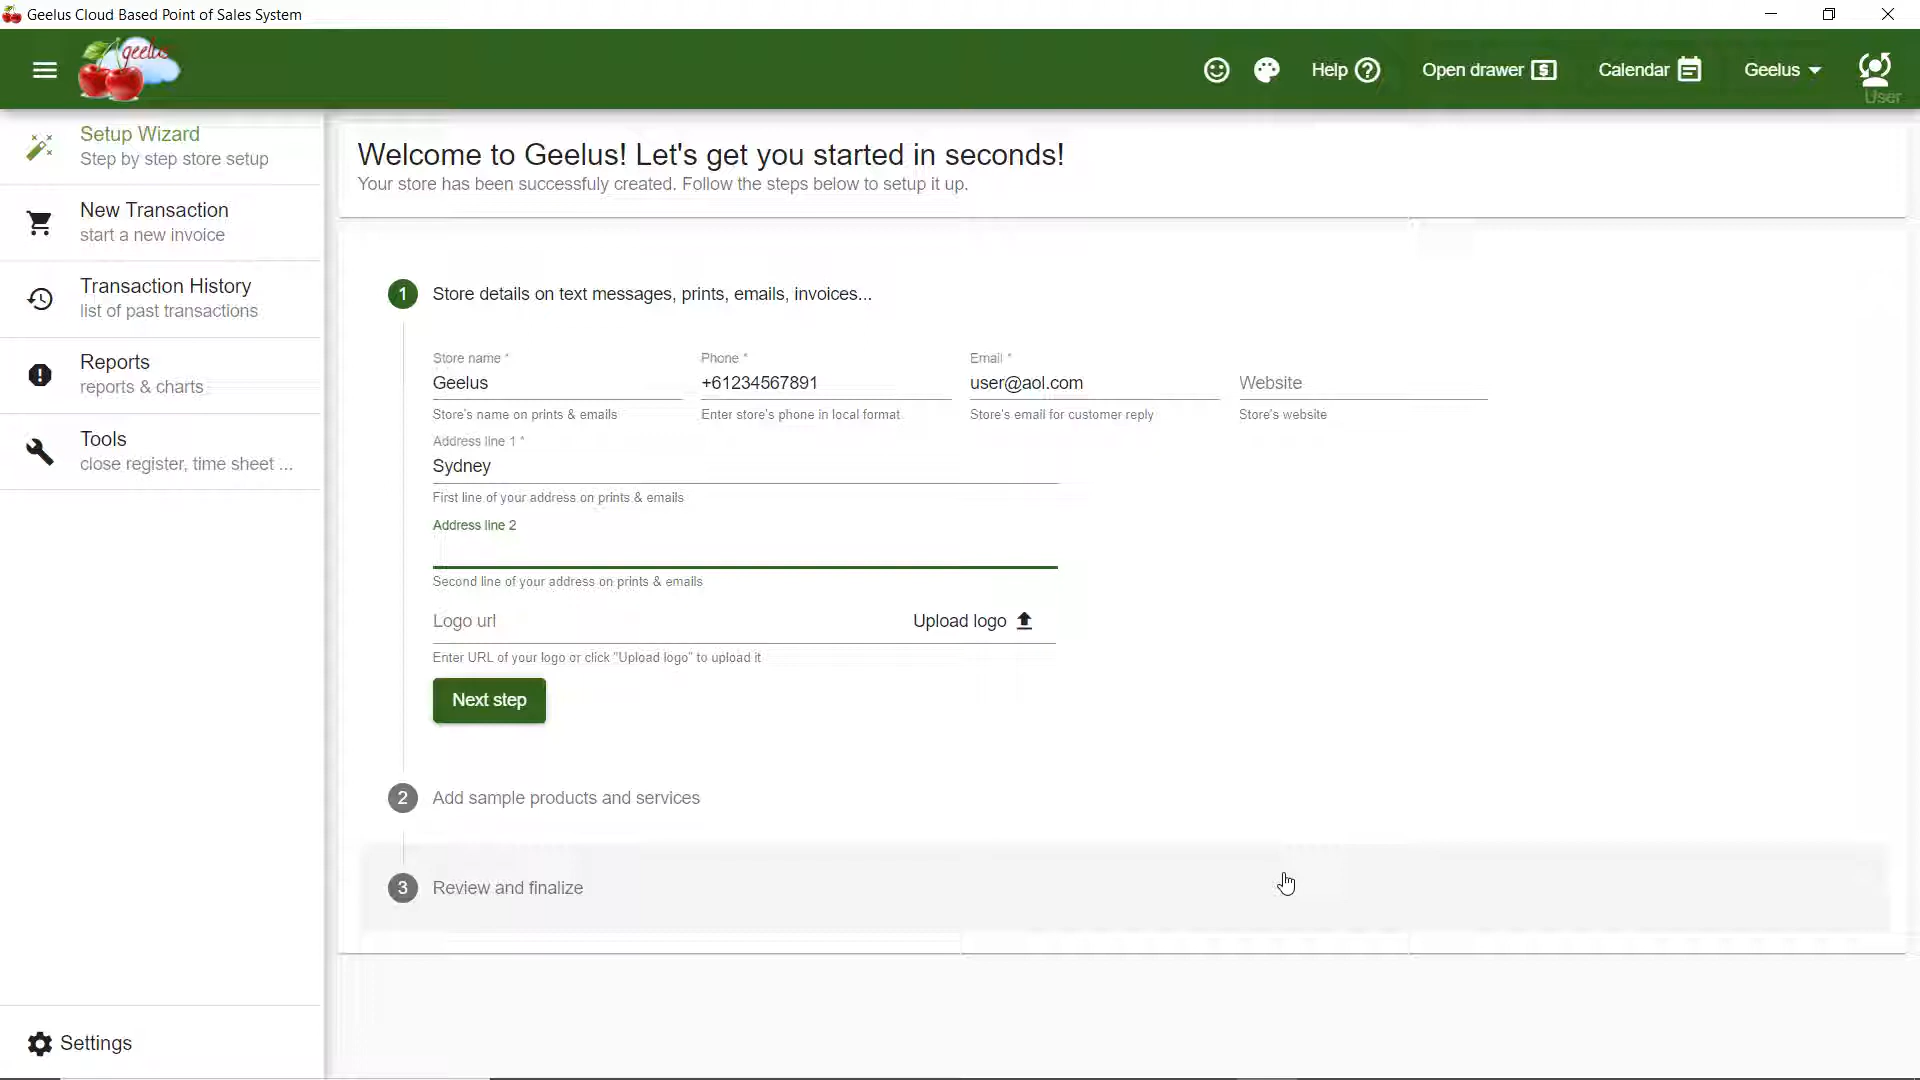 Geelus Cloud Based Point of Sales System
geelus
Help
Open drawer
Calendar
Geelus
User
Setup Wizard
Step by step store setup
New Transaction
start a new invoice
Transaction History
list of past transactions
Reports
reports & charts
Tools
close register, time sheet ...
Settings
Welcome to Geelus! Let's get you started in seconds!
Your store has been successfuly created. Follow the steps below to setup it up.
1 Store details on text messages, prints, emails, invoices...
Store name * Phone * Email *
Geelus +61234567891 user@aol.com Website
Store's name on prints & emails Enter store's phone in local format Store's email for customer reply Store's website
Address line 1 *
Sydney
First line of your address on prints & emails
Address line 2
Second line of your address on prints & emails
Logo url Upload logo
Enter URL of your logo or click "Upload logo" to upload it
Next step
2 Add sample products and services
3 Review and finalize